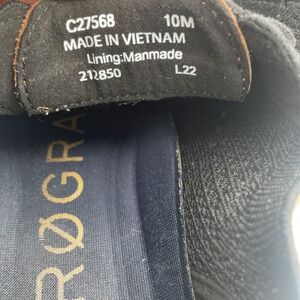 C27568 10M
MADE IN VIETNAM
Lining:Manmade
212850 L22
RØGRA